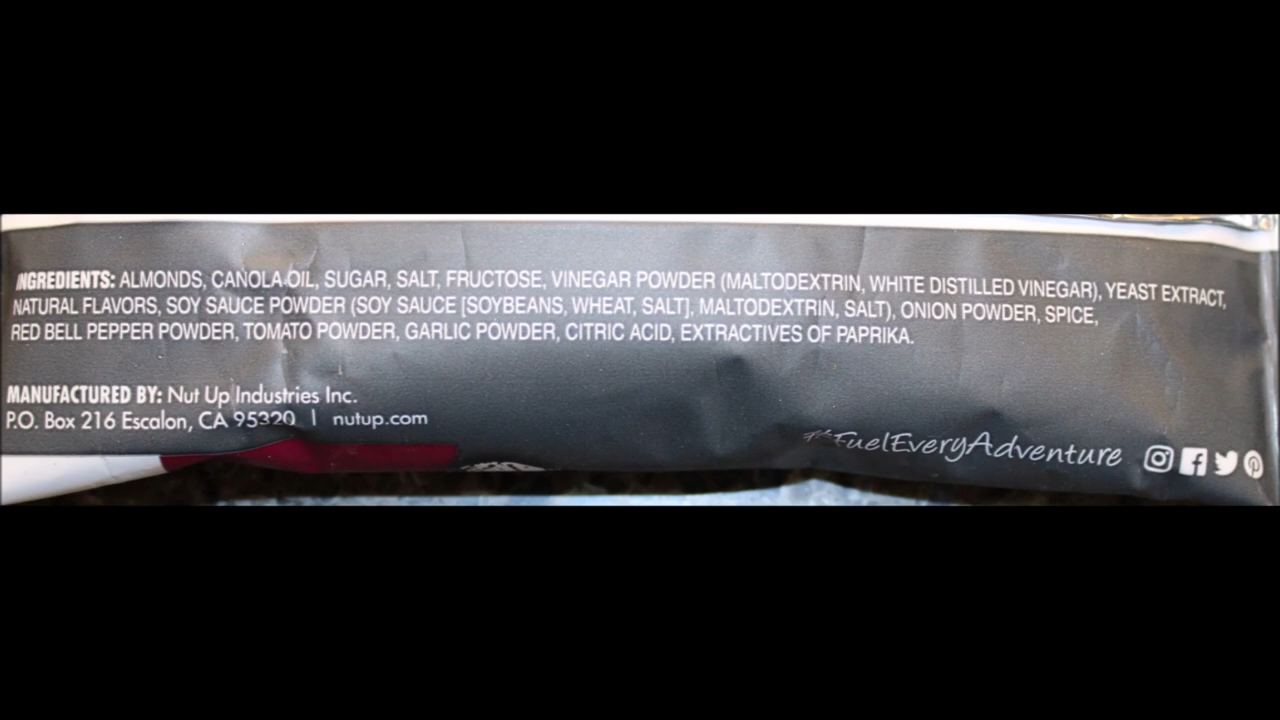 INGREDIENTS: ALMONDS, CANOLA OIL, SUGAR, SALT, FRUCTOSE, VINEGAR POWDER (MALTODEXTRIN, WHITE DISTILLED VINEGAR), YEAST EXTRACT,
NATURAL FLAVORS, SOY SAUCE POWDER (SOY SAUCE [SOYBEANS, WHEAT, SALT], MALTODEXTRIN, SALT), ONION POWDER, SPICE,
RED BELL PEPPER POWDER, TOMATO POWDER, GARLIC POWDER, CITRIC ACID, EXTRACTIVES OF PAPRIKA.
MANUFACTURED BY: Nut Up Industries Inc.
P.O. Box 216 Escalon, CA 95320 | nutup.com
#FuelEveryAdventure